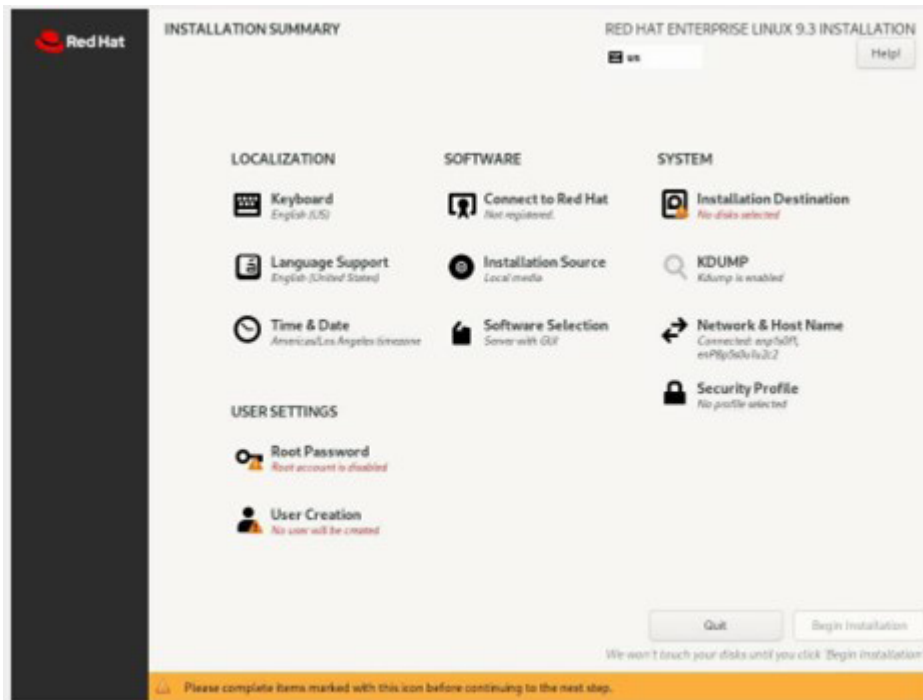 Red Hat
INSTALLATION SUMMARY
RED HAT ENTERPRISE LINUX 9.3 INSTALLATION
us
Help!
LOCALIZATION
Keyboard
English (US)
Language Support
English (United States)
Time & Date
Americas/Los Angeles timezone
SOFTWARE
Connect to Red Hat
Not registered.
Installation Source
Local media
Software Selection
Server with GUI
SYSTEM
Installation Destination
No disks selected
KDUMP
Kdump is enabled
Network & Host Name
Connected: enp1s0f1,
Security Profile
No profile selected
USER SETTINGS
Root Password
Root account is disabled
User Creation
No user will be created
Quit
Begin Installation
We won't touch your disks until you click 'Begin Installation
Please complete items marked with this icon before continuing to the next step.